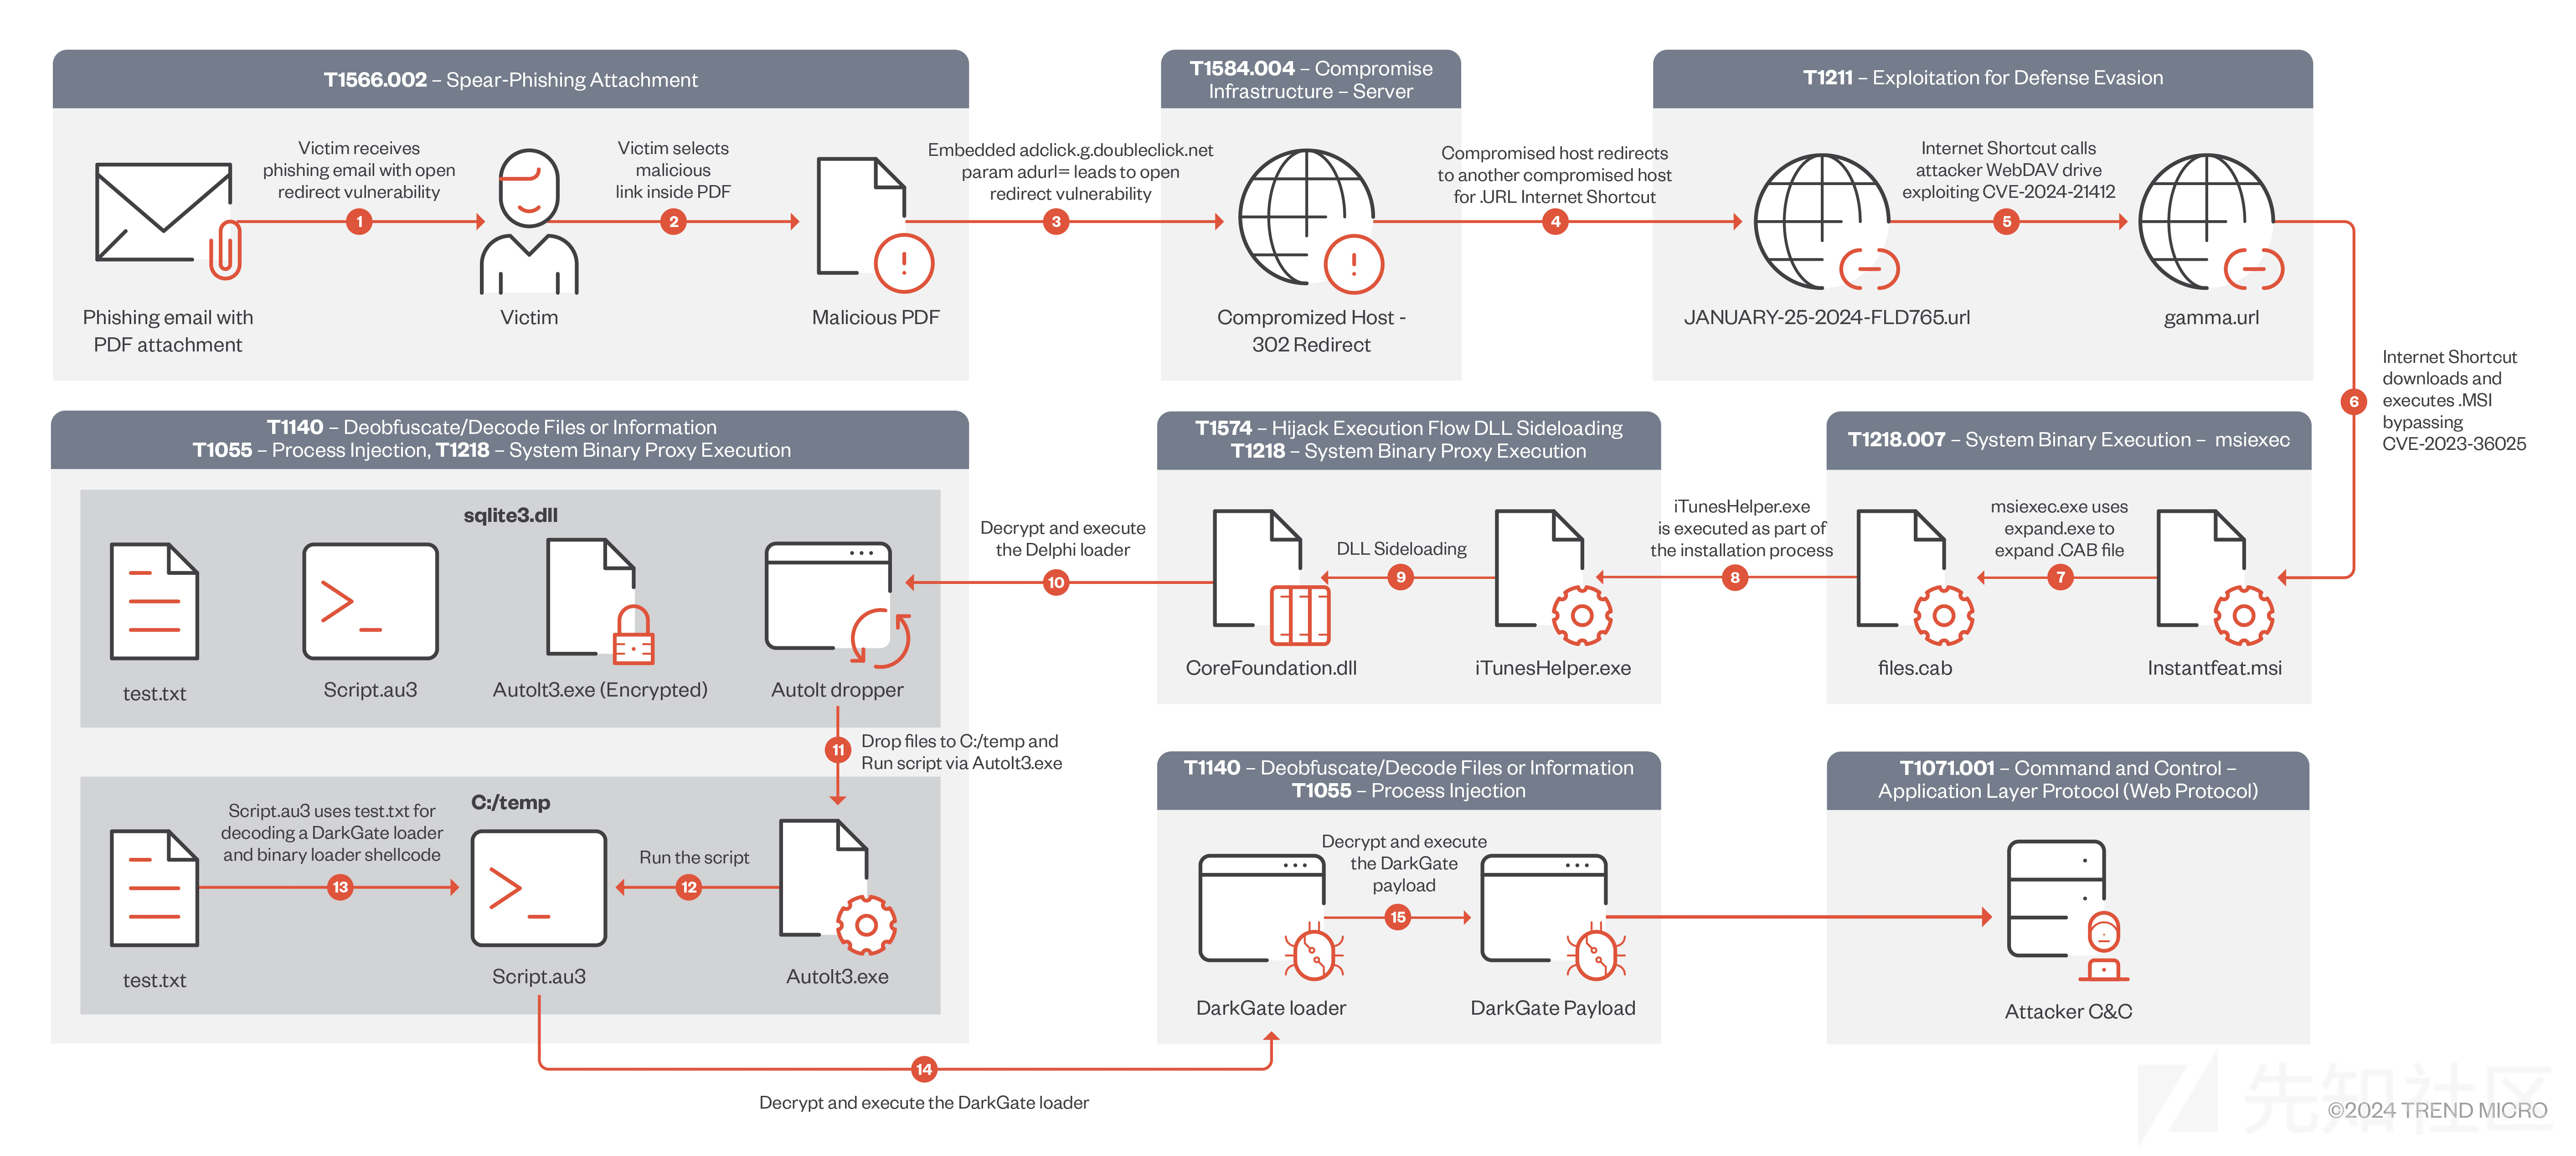 T1566.002 – Spear-Phishing Attachment
Victim receives
phishing email with open
redirect vulnerability
1
Victim selects
malicious
link inside PDF
2
Phishing email with
PDF attachment
Victim
Malicious PDF
Embedded adclick.g.doubleclick.net
param adurl= leads to open
redirect vulnerability
3
T1584.004 – Compromise
Infrastructure – Server
Compromized Host -
302 Redirect
Compromised host redirects
to another compromised host
for .URL Internet Shortcut
4
T1211 – Exploitation for Defense Evasion
Internet Shortcut calls
attacker WebDAV drive
exploiting CVE-2024-21412
5
JANUARY-25-2024-FLD765.url
gamma.url
6
Internet Shortcut
downloads and
executes .MSI
bypassing
CVE-2023-36025
T1218.007 – System Binary Execution – msiexec
msiexec.exe uses
expand.exe to
expand .CAB file
7
Instantfeat.msi
files.cab
iTunesHelper.exe
is executed as part of
the installation process
8
T1574 – Hijack Execution Flow DLL Sideloading
T1218 – System Binary Proxy Execution
DLL Sideloading
9
iTunesHelper.exe
CoreFoundation.dll
Decrypt and execute
the Delphi loader
10
T1140 – Deobfuscate/Decode Files or Information
T1055 – Process Injection, T1218 – System Binary Proxy Execution
sqlite3.dll
test.txt
Script.au3
AutoIt3.exe (Encrypted)
AutoIt dropper
11
Drop files to C:/temp and
Run script via AutoIt3.exe
C:/temp
Script.au3 uses test.txt for
decoding a DarkGate loader
and binary loader shellcode
13
Run the script
12
test.txt
Script.au3
AutoIt3.exe
14
Decrypt and execute the DarkGate loader
T1140 – Deobfuscate/Decode Files or Information
T1055 – Process Injection
Decrypt and execute
the DarkGate
payload
15
DarkGate loader
DarkGate Payload
T1071.001 – Command and Control –
Application Layer Protocol (Web Protocol)
Attacker C&C
先知社区
©2024 TREND MICRO